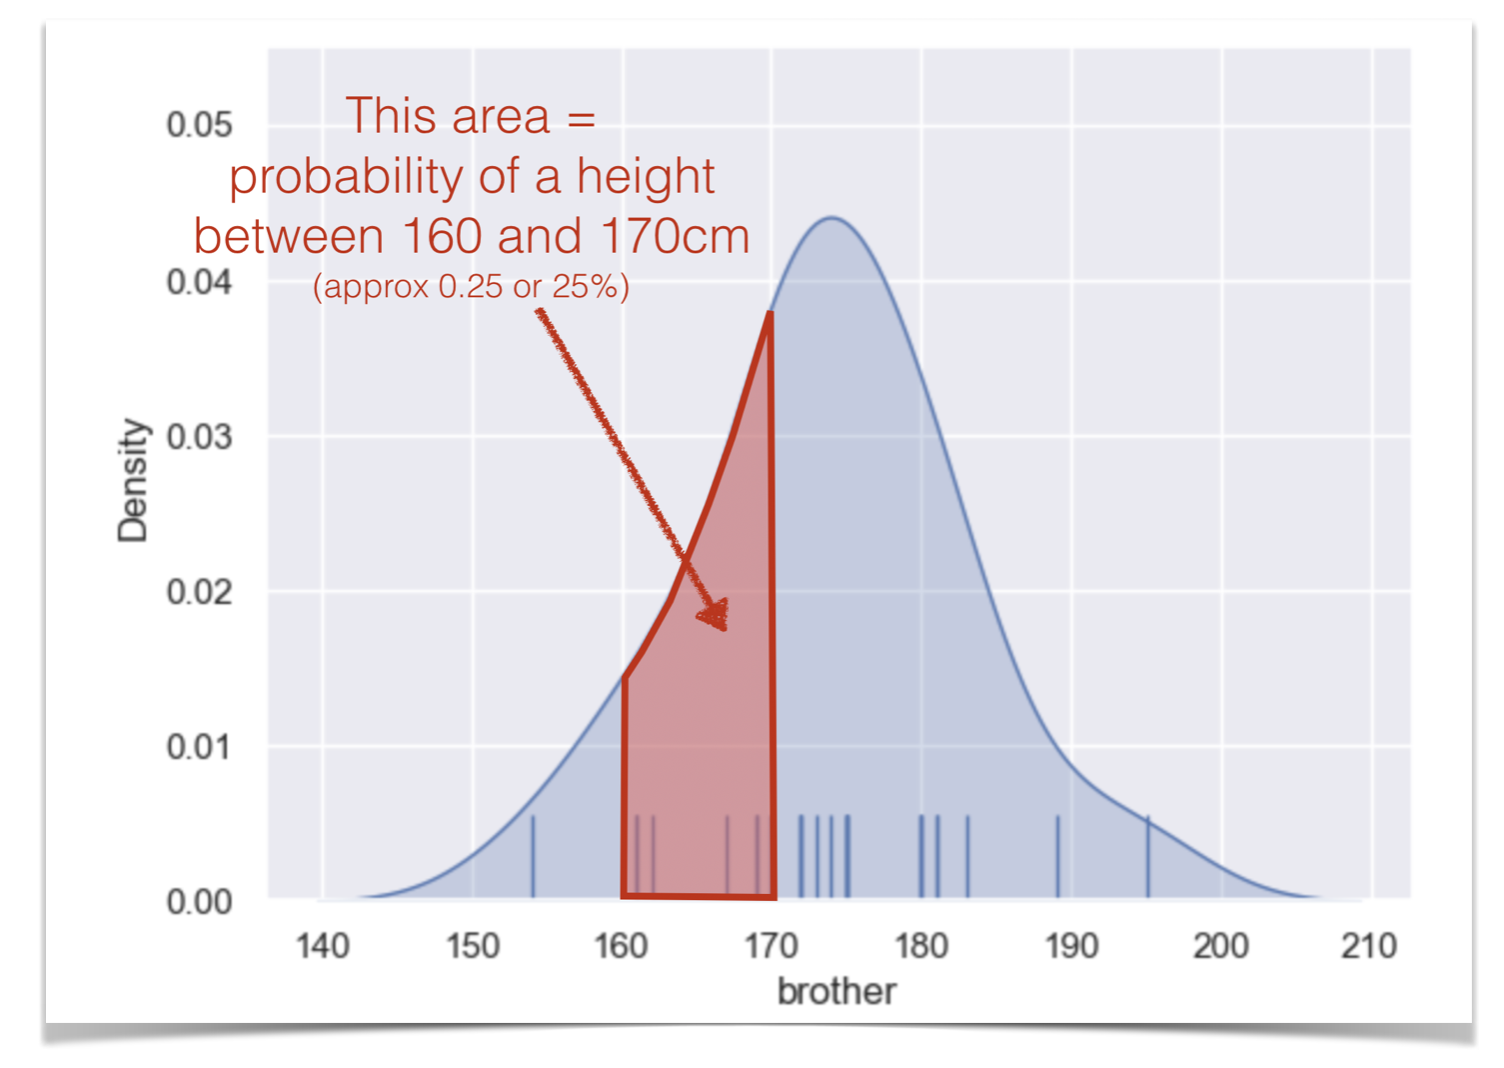 This area =
probability of a height
between 160 and 170cm
(approx 0.25 or 25%)
0.05
0.04
0.03
0.02
0.01
0.00
Density
140 150 160 170 180 190 200 210
brother